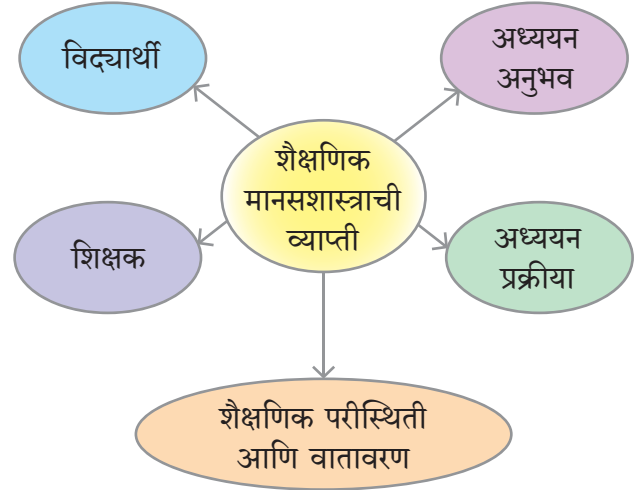 विद्यार्थी
अध्ययन
अनुभव
शैक्षणिक
मानसशास्त्राची
व्याप्ती
शिक्षक
अध्ययन
प्रक्रीया
शैक्षणिक परीस्थिती
आणि वातावरण